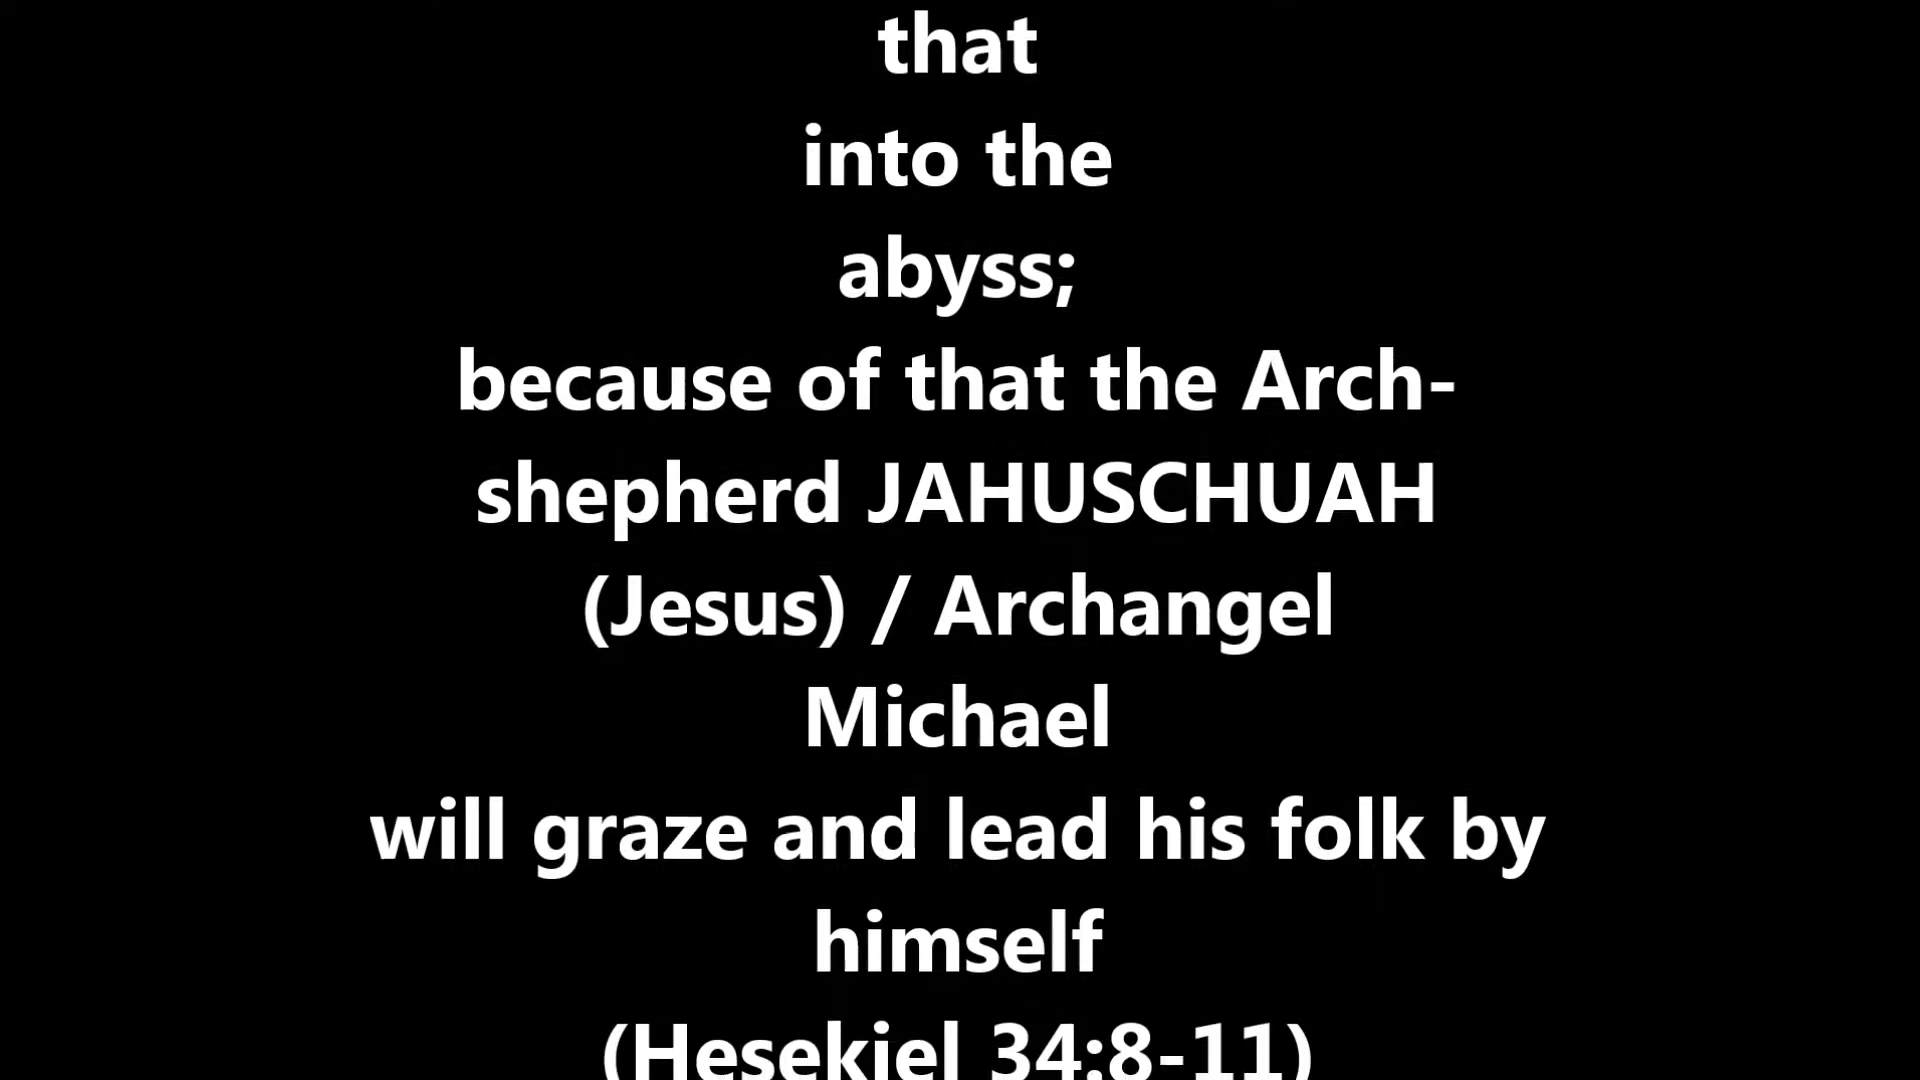 that
into the
abyss;
because of that the Arch-
shepherd JAHUSCHUAH
(Jesus) / Archangel
Michael
will graze and lead his folk by
himself
(Hesekiel 34:8-11)